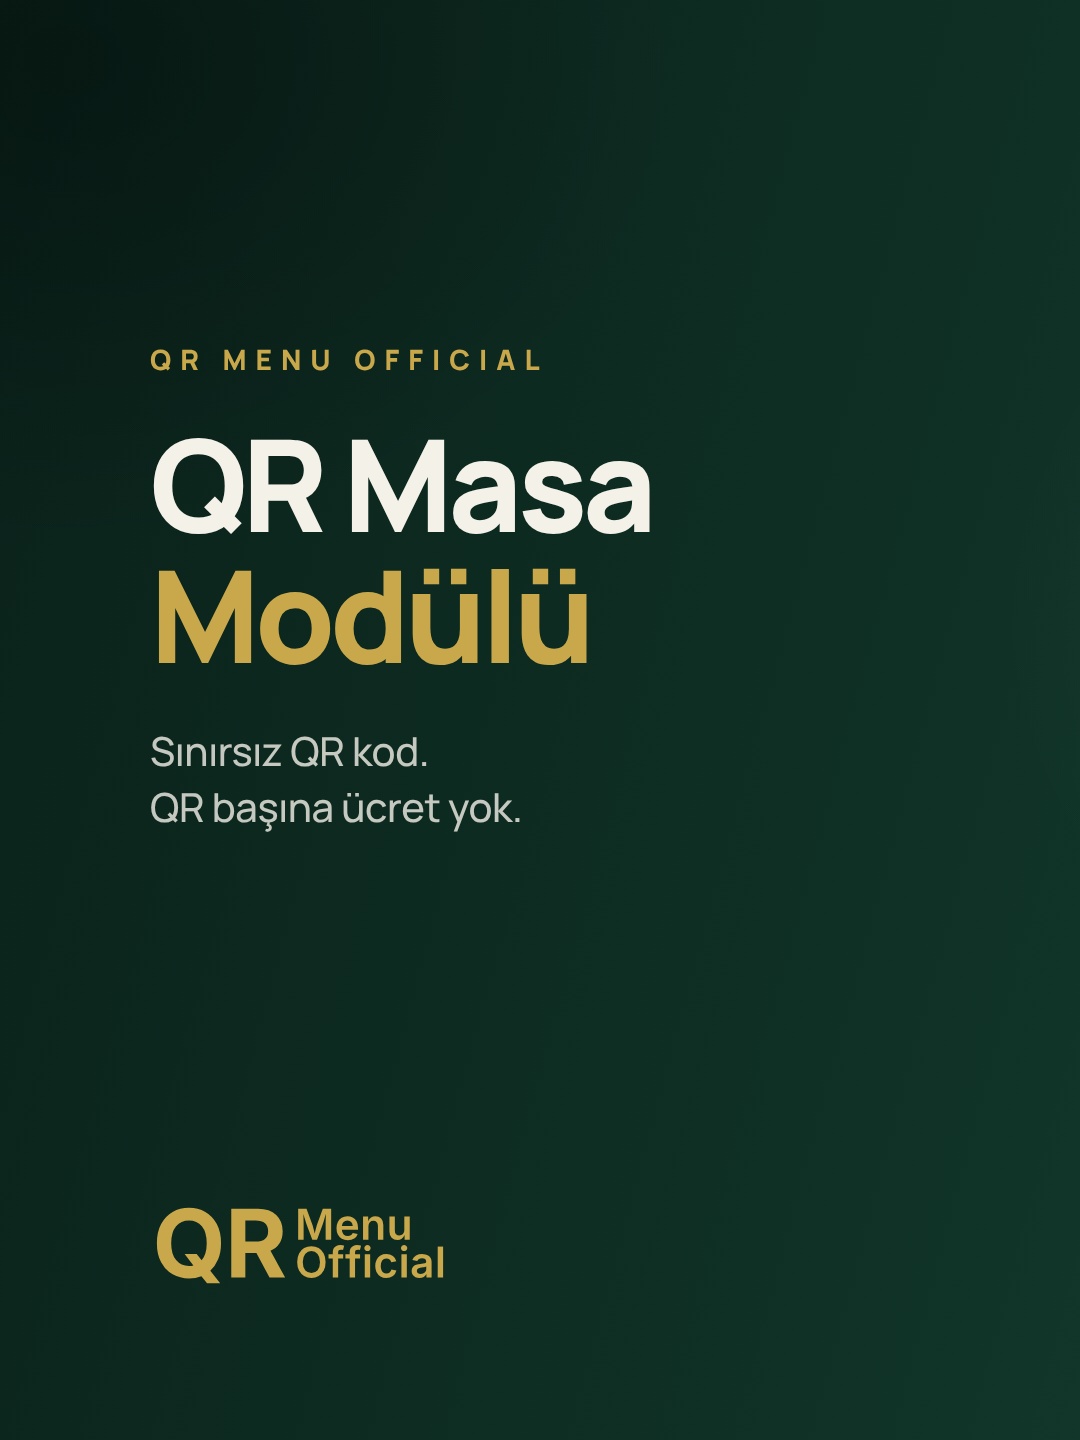 QR MENU OFFICIAL
QR Masa
Modülü
Sınırsız QR kod.
QR başına ücret yok.
QR Menu
Official